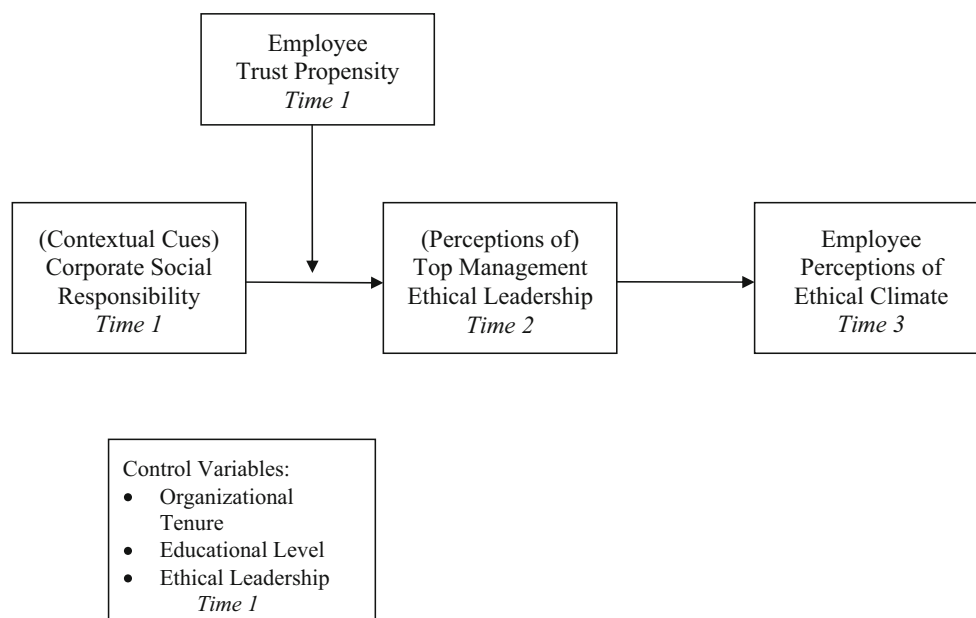 Employee
Trust Propensity
Time 1
(Contextual Cues)
Corporate Social
Responsibility
Time 1
(Perceptions of)
Top Management
Ethical Leadership
Time 2
Employee
Perceptions of
Ethical Climate
Time 3
Control Variables:
• Organizational
Tenure
• Educational Level
• Ethical Leadership
Time 1